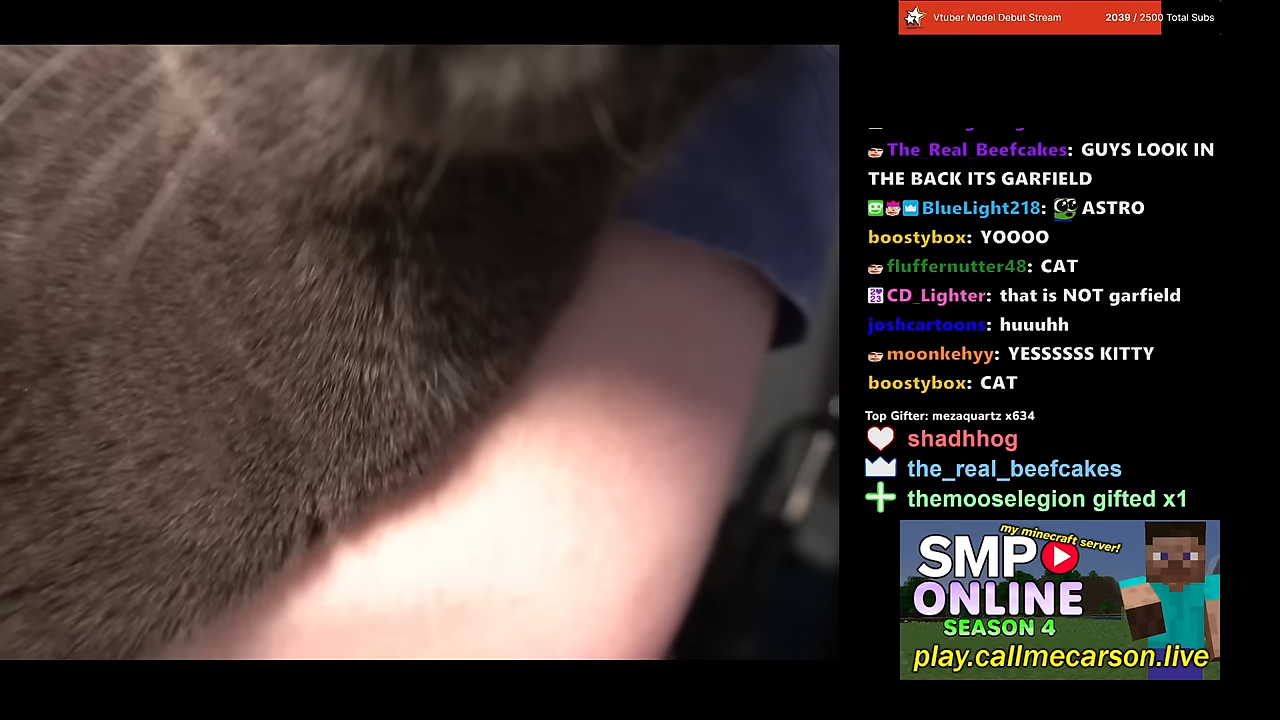 Vtuber Model Debut Stream 2039 / 2500 Total Subs
The_Real_Beefcakes: GUYS LOOK IN
THE BACK ITS GARFIELD
BlueLight218: ASTRO
boostybox: YOOOO
fluffernutter48: CAT
CD_Lighter: that is NOT garfield
joshcartoons: huuuhh
moonkehyy: YESSSSSS KITTY
boostybox: CAT
Top Gifter: mezaquartz x634
shadhhog
the_real_beefcakes
themooselegion gifted x1
my minecraft server!
SMP
ONLINE
SEASON 4
play.callmecarson.live